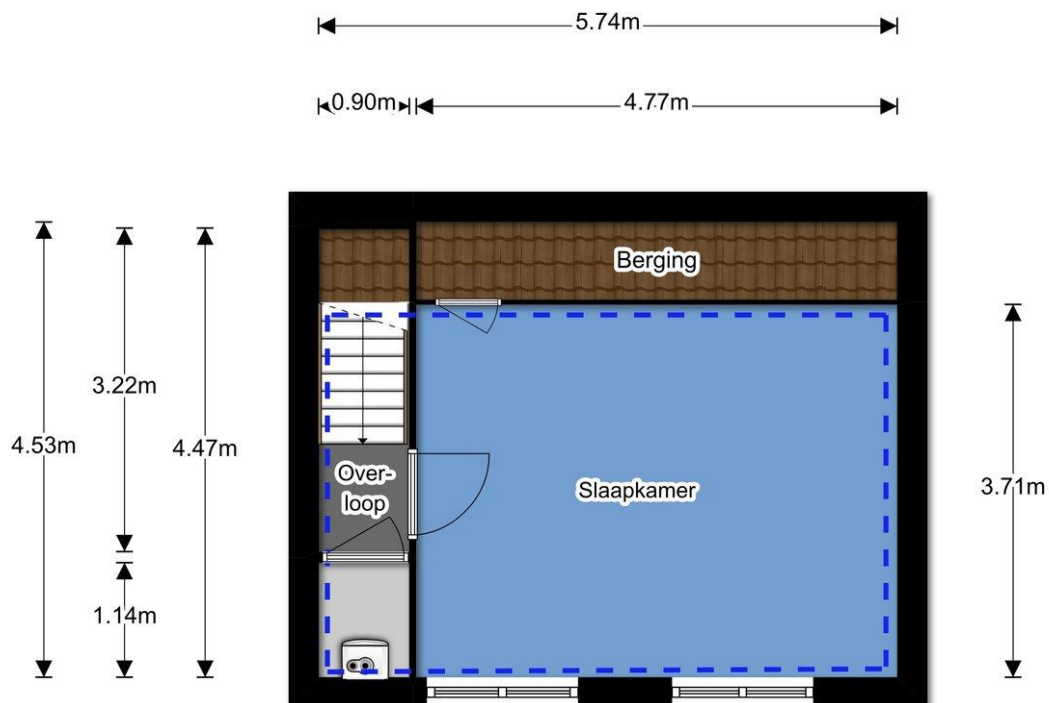 5.74m
0.90m
4.77m
Berging
3.22m
4.53m
4.47m
Over-
loop
Slaapkamer
3.71m
1.14m